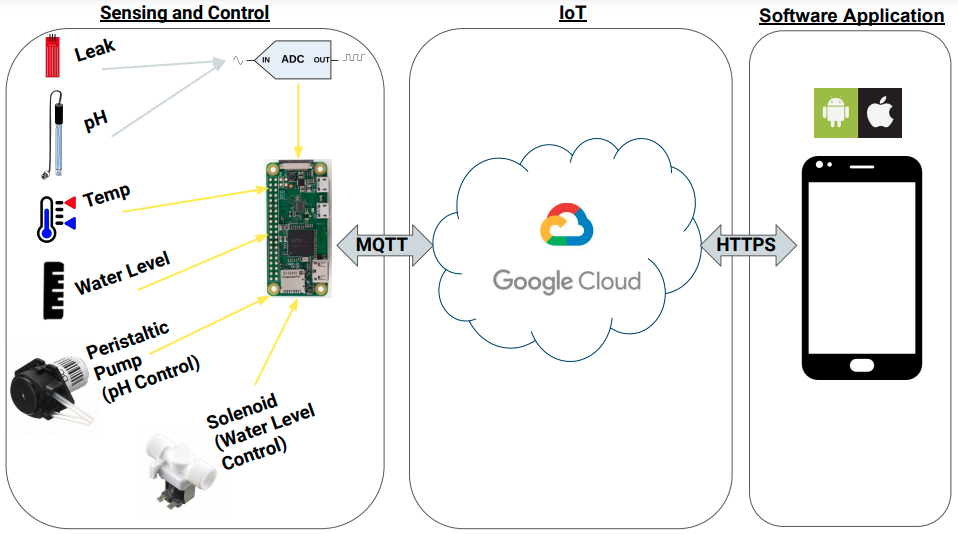 Sensing and Control
IoT
Software Application
Leak
IN ADC OUT
pH
Temp
MQTT
HTTPS
Google Cloud
Water Level
Peristaltic
Pump
(pH Control)
Solenoid
(Water Level
Control)